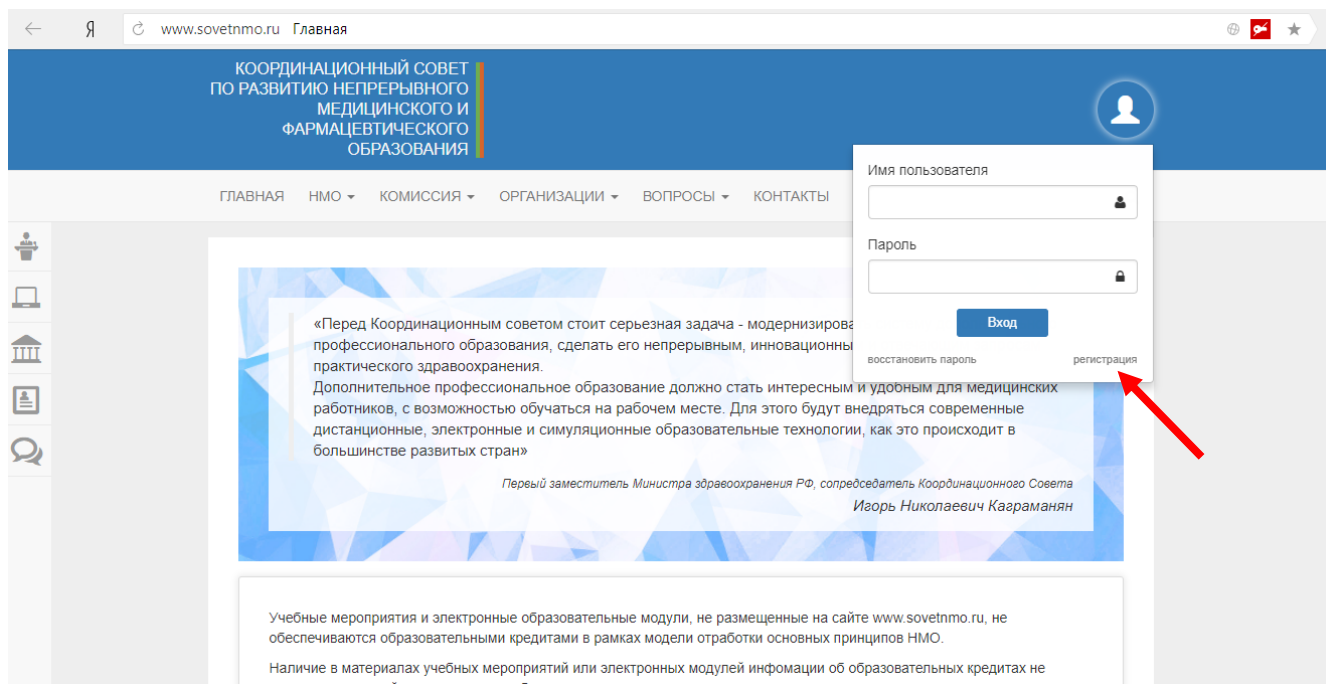 Я
www.sovetnmo.ru Главная
КООРДИНАЦИОННЫЙ СОВЕТ
ПО РАЗВИТИЮ НЕПРЕРЫВНОГО
МЕДИЦИНСКОГО И
ФАРМАЦЕВТИЧЕСКОГО
ОБРАЗОВАНИЯ
ГЛАВНАЯ НМО КОМИССИЯ ОРГАНИЗАЦИИ ВОПРОСЫ КОНТАКТЫ
Имя пользователя
Пароль
Вход
восстановить пароль регистрация
«Перед Координационным советом стоит серьезная задача - модернизирова
профессионального образования, сделать его непрерывным, инновационны
практического здравоохранения.
Дополнительное профессиональное образование должно стать интересным и удобным для медицинских
работников, с возможностью обучаться на рабочем месте. Для этого будут внедряться современные
дистанционные, электронные и симуляционные образовательные технологии, как это происходит в
большинстве развитых стран»
Первый заместитель Министра здравоохранения РФ, сопредседатель Координационного Совета
Игорь Николаевич Каграманян
Учебные мероприятия и электронные образовательные модули, не размещенные на сайте www.sovetnmo.ru, не
обеспечиваются образовательными кредитами в рамках модели отработки основных принципов НМО.
Наличие в материалах учебных мероприятий или электронных модулей инфомации об образовательных кредитах не